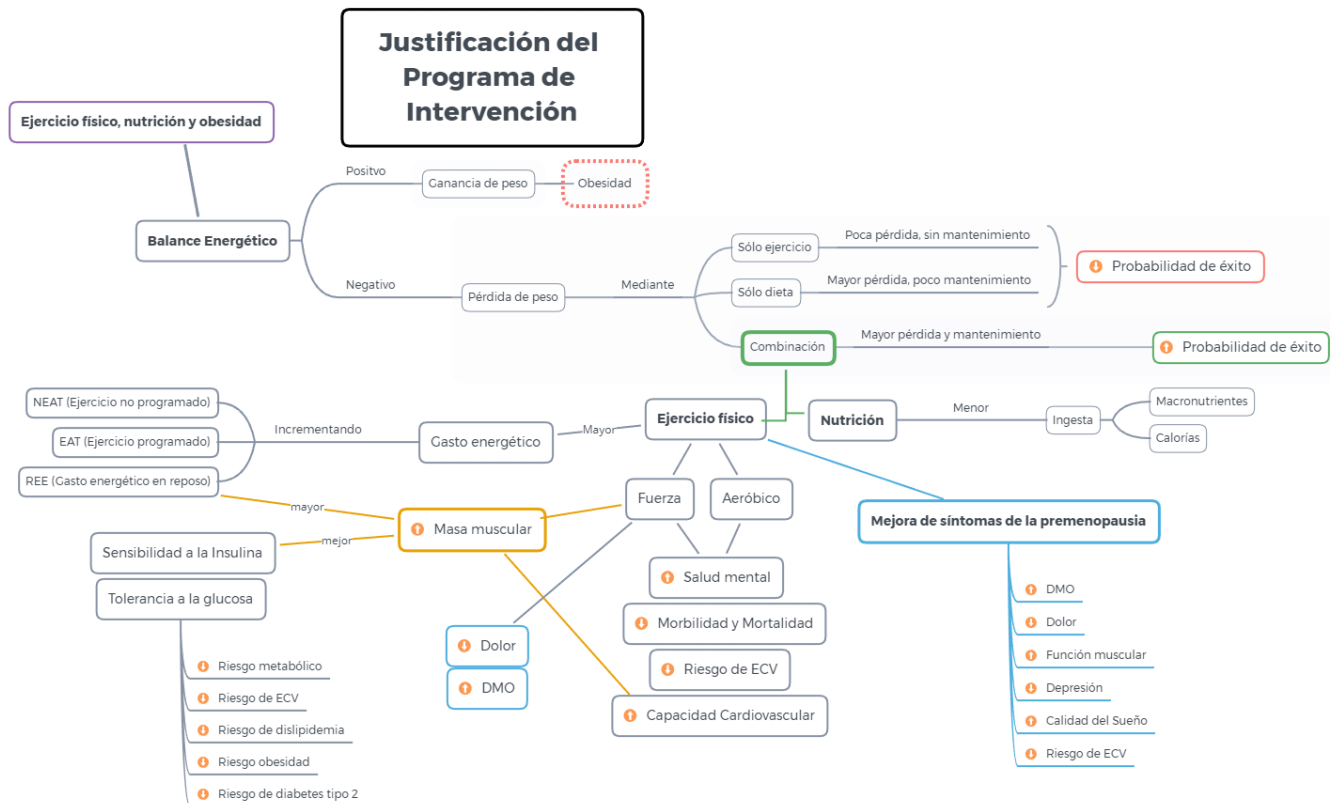 Justificación del
Programa de
Intervención
Ejercicio físico, nutrición y obesidad
Balance Energético
Positvo
Ganancia de peso
Obesidad
Negativo
Pérdida de peso
Mediante
Sólo ejercicio
Poca pérdida, sin mantenimiento
Sólo dieta
Mayor pérdida, poco mantenimiento
Probabilidad de éxito
Combinación
Mayor pérdida y mantenimiento
Probabilidad de éxito
NEAT (Ejercicio no programado)
EAT (Ejercicio programado)
REE (Gasto energético en reposo)
Incrementando
Gasto energético
Mayor
Ejercicio físico
Nutrición
Menor
Ingesta
Macronutrientes
Calorías
Fuerza
Aeróbico
mayor
Masa muscular
mejor
Sensibilidad a la Insulina
Tolerancia a la glucosa
Riesgo metabólico
Riesgo de ECV
Riesgo de dislipidemia
Riesgo obesidad
Riesgo de diabetes tipo 2
Dolor
DMO
Salud mental
Morbilidad y Mortalidad
Riesgo de ECV
Capacidad Cardiovascular
Mejora de síntomas de la premenopausia
DMO
Dolor
Función muscular
Depresión
Calidad del Sueño
Riesgo de ECV